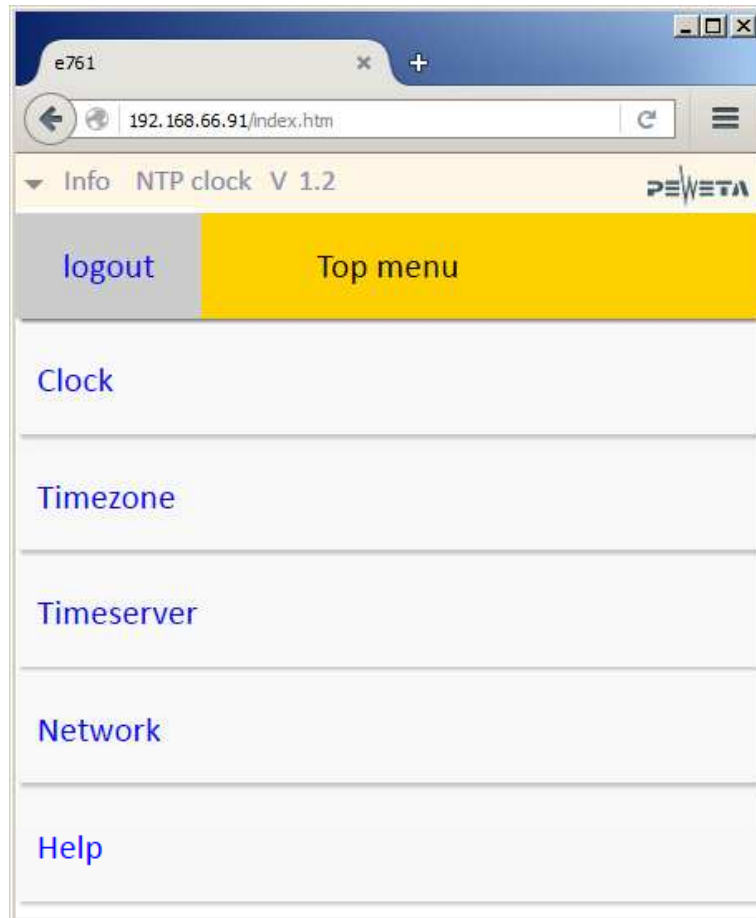 e761
192.168.66.91/index.htm
Info NTP clock V 1.2
PEWETA
logout Top menu
Clock
Timezone
Timeserver
Network
Help